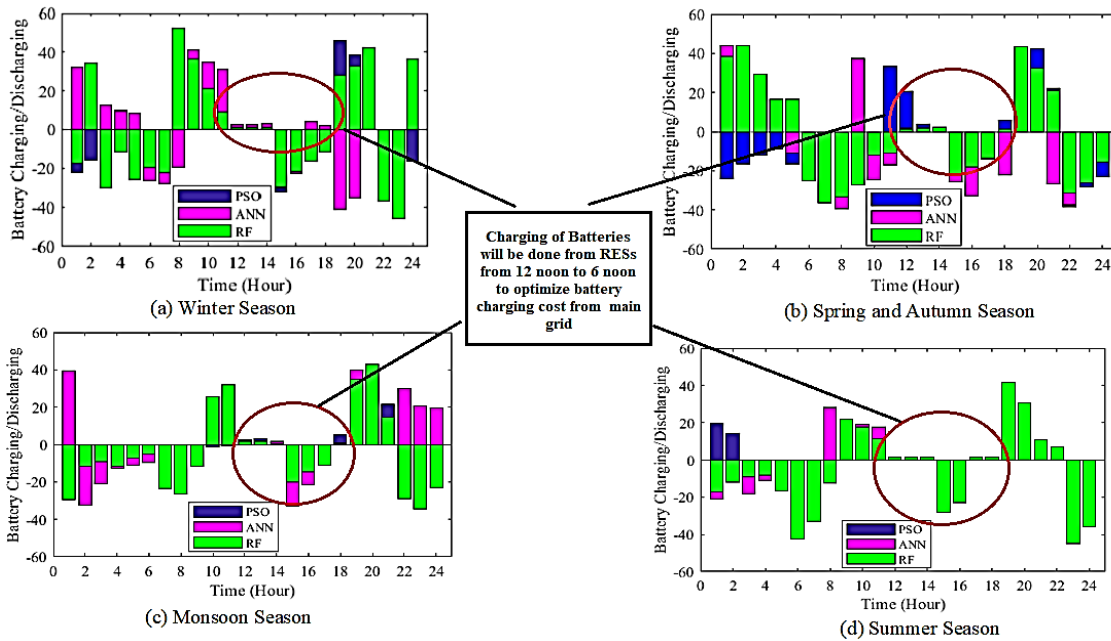 60
40
20
0
-20
-40
-60
Battery Charging/Discharging
PSO
ANN
RF
0 2 4 6 8 10 12 14 16 18 20 22 24
Time (Hour)
(a) Winter Season
60
40
20
0
-20
-40
-60
Battery Charging/Discharging
PSO
ANN
RF
0 2 4 6 8 10 12 14 16 18 20 22 24
Time (Hour)
(b) Spring and Autumn Season
Charging of Batteries
will be done from RESs
from 12 noon to 6 noon
to optimize battery
charging cost from main
grid
60
40
20
0
-20
-40
-60
Battery Charging/Discharging
PSO
ANN
RF
0 2 4 6 8 10 12 14 16 18 20 22 24
Time (Hour)
(c) Monsoon Season
60
40
20
0
-20
-40
-60
Battery Charging/Discharging
PSO
ANN
RF
0 2 4 6 8 10 12 14 16 18 20 22 24
Time (Hour)
(d) Summer Season